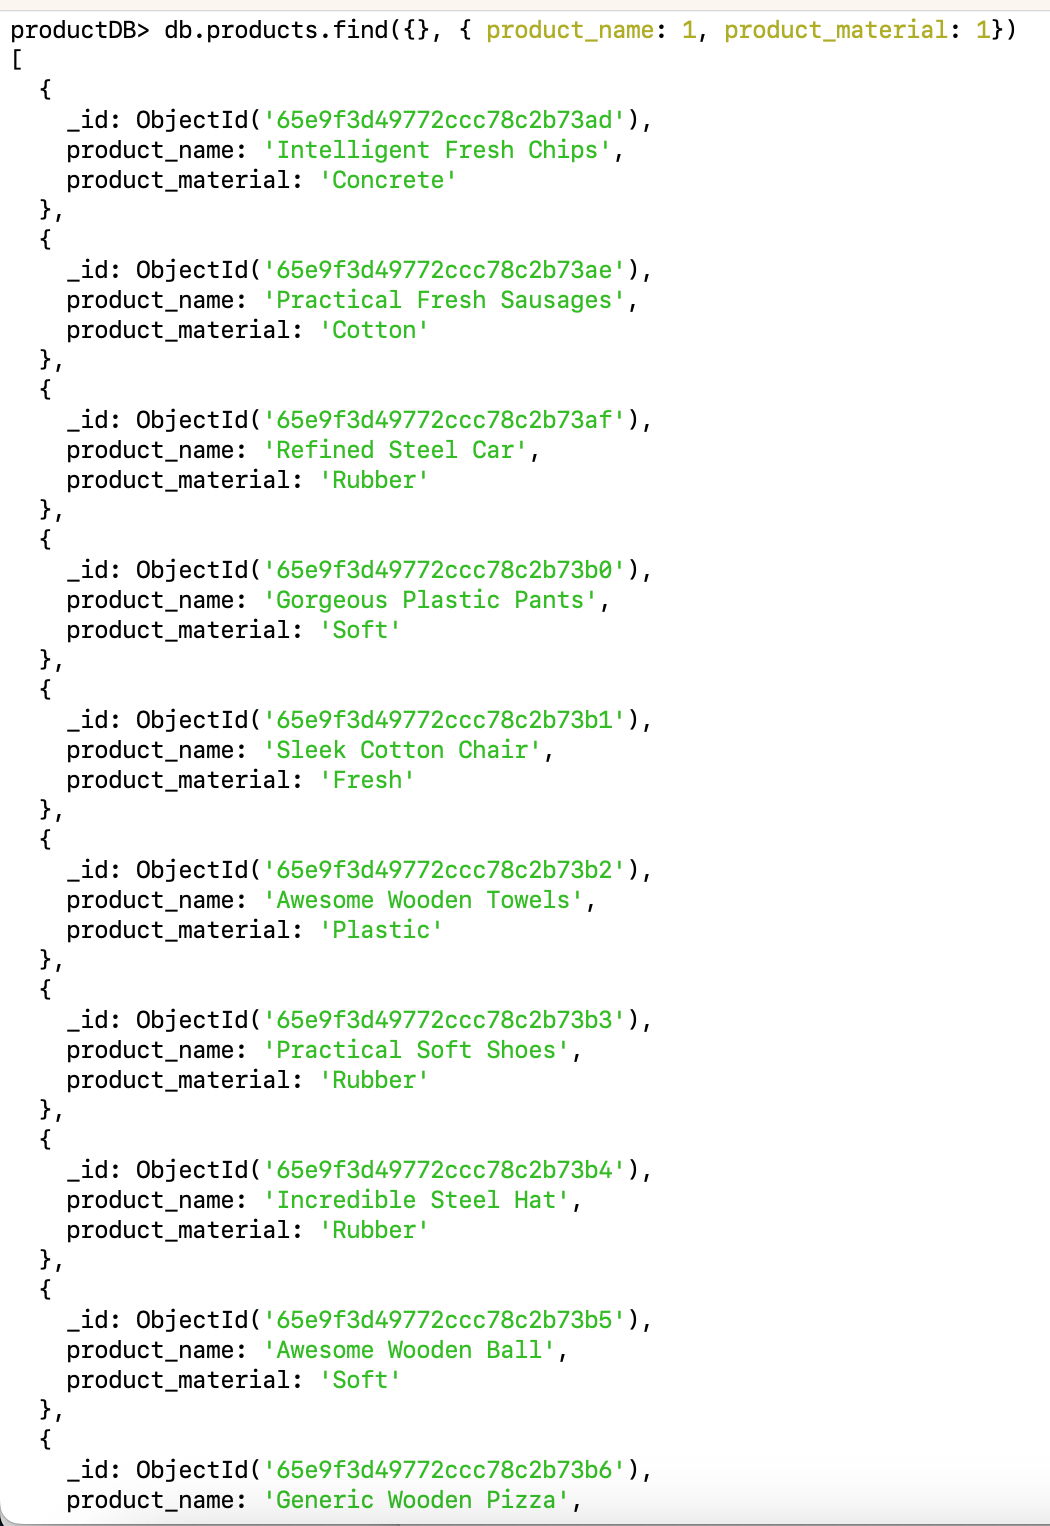 productDB> db.products.find({}, { product_name: 1, product_material: 1})
[
  {
    _id: ObjectId('65e9f3d49772ccc78c2b73ad'),
    product_name: 'Intelligent Fresh Chips',
    product_material: 'Concrete'
  },
  {
    _id: ObjectId('65e9f3d49772ccc78c2b73ae'),
    product_name: 'Practical Fresh Sausages',
    product_material: 'Cotton'
  },
  {
    _id: ObjectId('65e9f3d49772ccc78c2b73af'),
    product_name: 'Refined Steel Car',
    product_material: 'Rubber'
  },
  {
    _id: ObjectId('65e9f3d49772ccc78c2b73b0'),
    product_name: 'Gorgeous Plastic Pants',
    product_material: 'Soft'
  },
  {
    _id: ObjectId('65e9f3d49772ccc78c2b73b1'),
    product_name: 'Sleek Cotton Chair',
    product_material: 'Fresh'
  },
  {
    _id: ObjectId('65e9f3d49772ccc78c2b73b2'),
    product_name: 'Awesome Wooden Towels',
    product_material: 'Plastic'
  },
  {
    _id: ObjectId('65e9f3d49772ccc78c2b73b3'),
    product_name: 'Practical Soft Shoes',
    product_material: 'Rubber'
  },
  {
    _id: ObjectId('65e9f3d49772ccc78c2b73b4'),
    product_name: 'Incredible Steel Hat',
    product_material: 'Rubber'
  },
  {
    _id: ObjectId('65e9f3d49772ccc78c2b73b5'),
    product_name: 'Awesome Wooden Ball',
    product_material: 'Soft'
  },
  {
    _id: ObjectId('65e9f3d49772ccc78c2b73b6'),
    product_name: 'Generic Wooden Pizza',